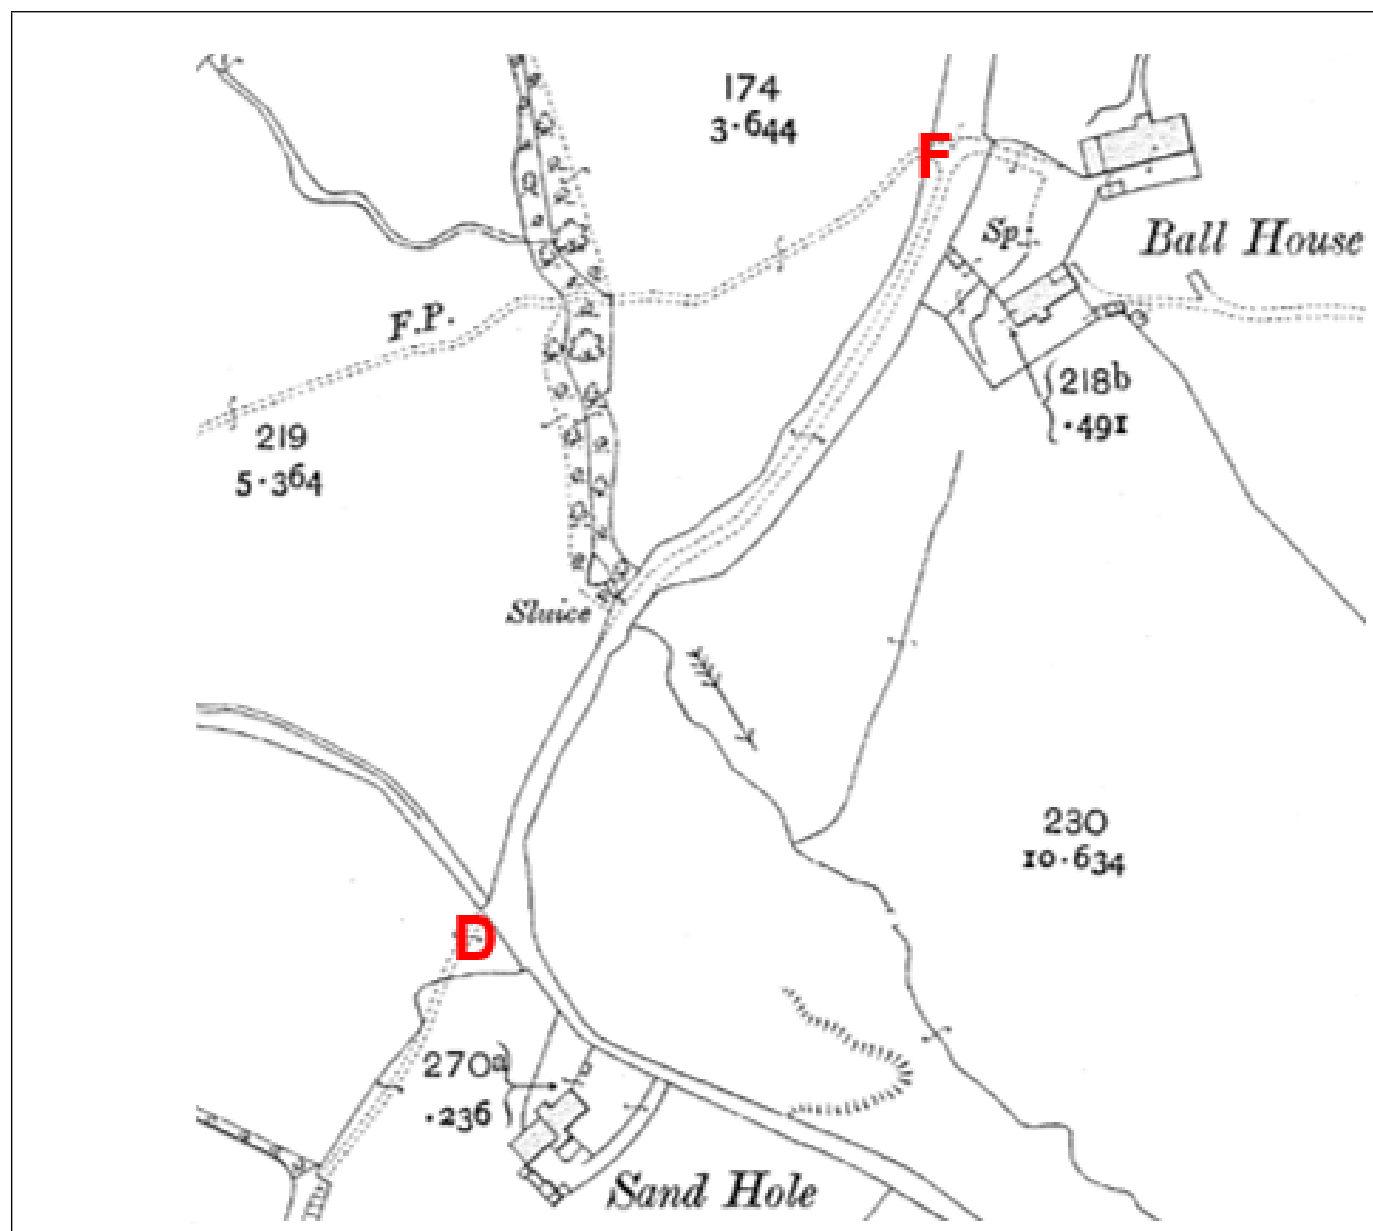 174
3·644
F
Sp.
Ball House
F.P.
218b
·491
219
5·364
Sluice
230
10·634
D
270a
·236
Sand Hole